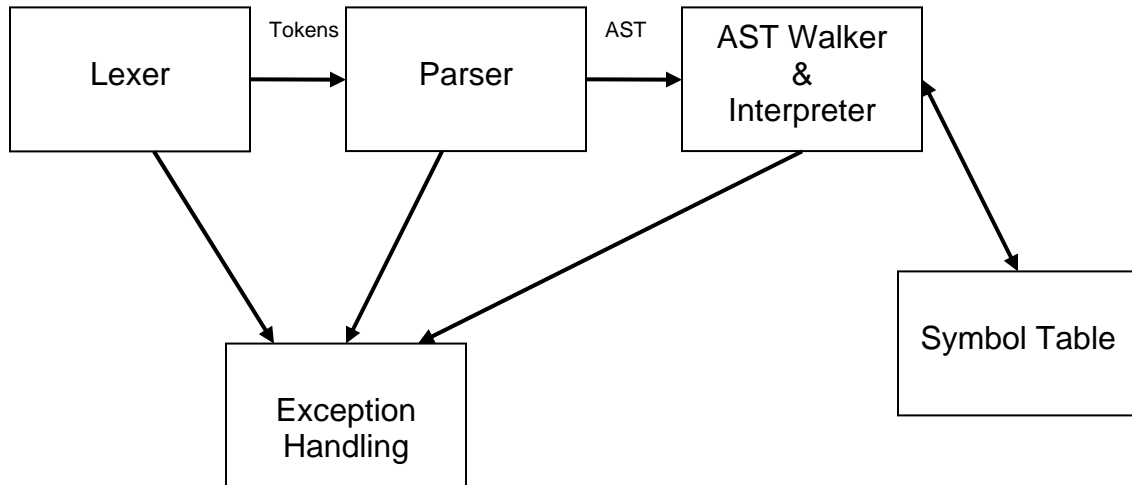 Tokens
AST
Lexer
Parser
AST Walker
&
Interpreter
Symbol Table
Exception
Handling